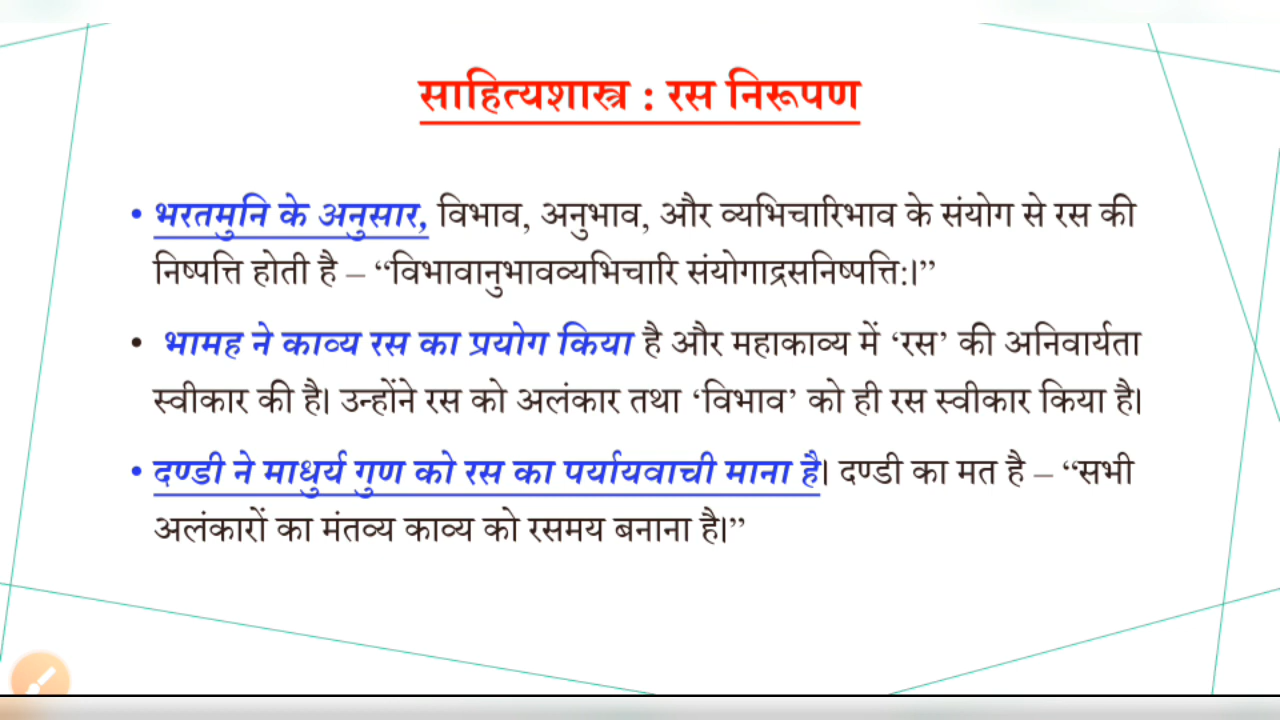 साहित्यशास्त्र : रस निरूपण
• भरतमुनि के अनुसार, विभाव, अनुभाव, और व्यभिचारिभाव के संयोग से रस की
निष्पत्ति होती है – “विभावानुभावव्यभिचारि संयोगाद्रसनिष्पत्ति:।”
• भामह ने काव्य रस का प्रयोग किया है और महाकाव्य में ‘रस’ की अनिवार्यता
स्वीकार की है। उन्होंने रस को अलंकार तथा ‘विभाव’ को ही रस स्वीकार किया है।
• दण्डी ने माधुर्य गुण को रस का पर्यायवाची माना है। दण्डी का मत है – “सभी
अलंकारों का मंतव्य काव्य को रसमय बनाना है।”